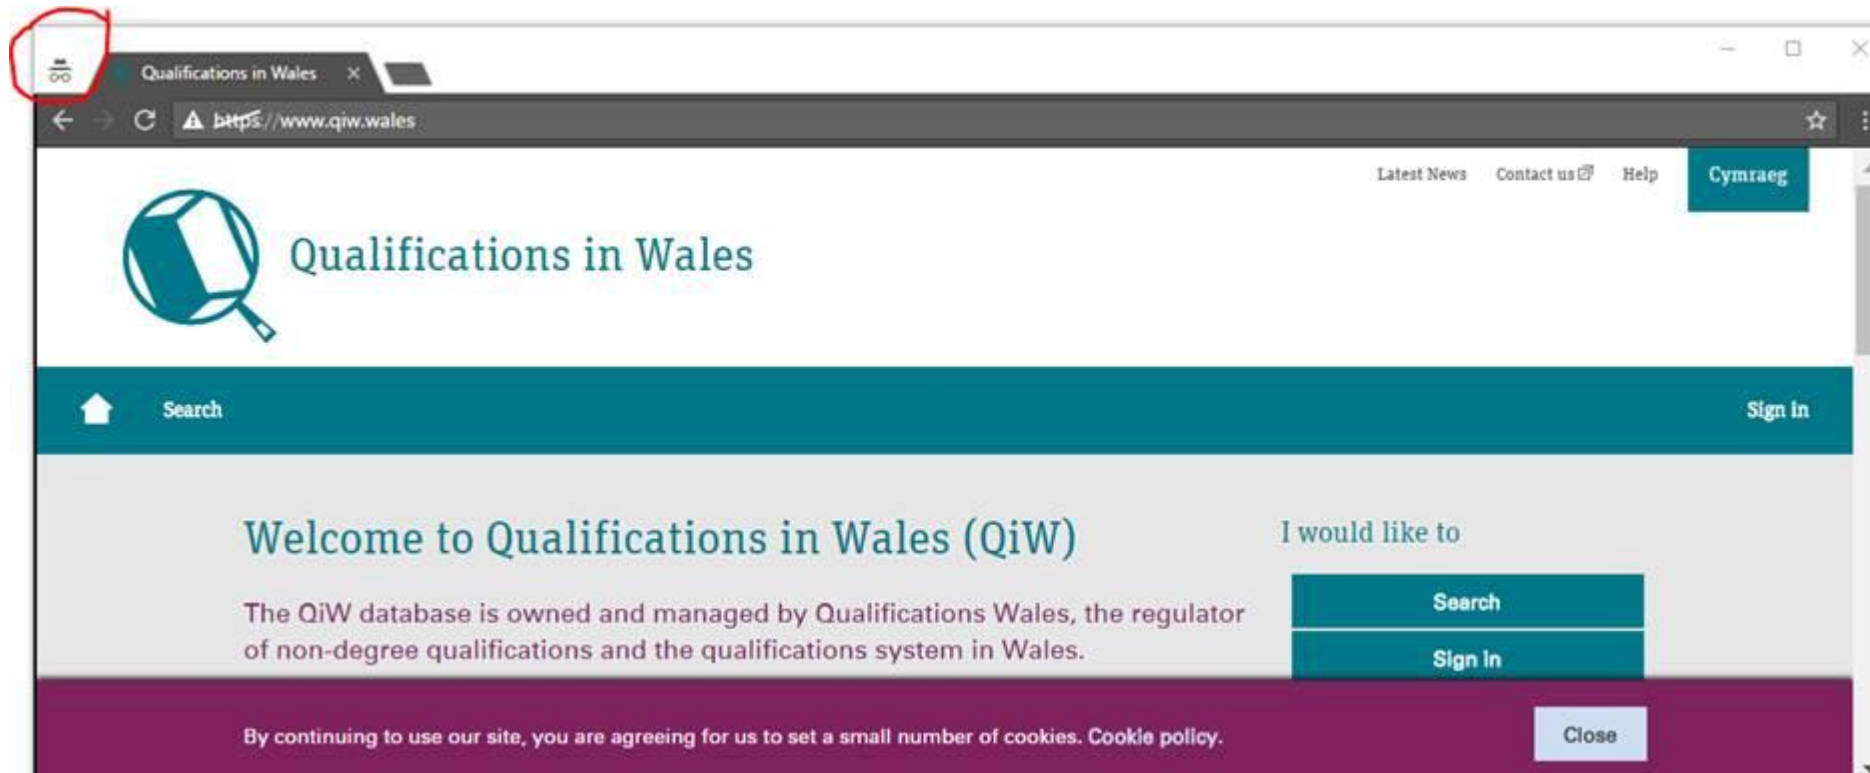 Qualifications in Wales
https://www.qiw.wales
Latest News Contact us Help Cymraeg
Qualifications in Wales
Search Sign in
Welcome to Qualifications in Wales (QiW)
I would like to
The QiW database is owned and managed by Qualifications Wales, the regulator
of non-degree qualifications and the qualifications system in Wales.
Search
Sign in
By continuing to use our site, you are agreeing for us to set a small number of cookies. Cookie policy.
Close